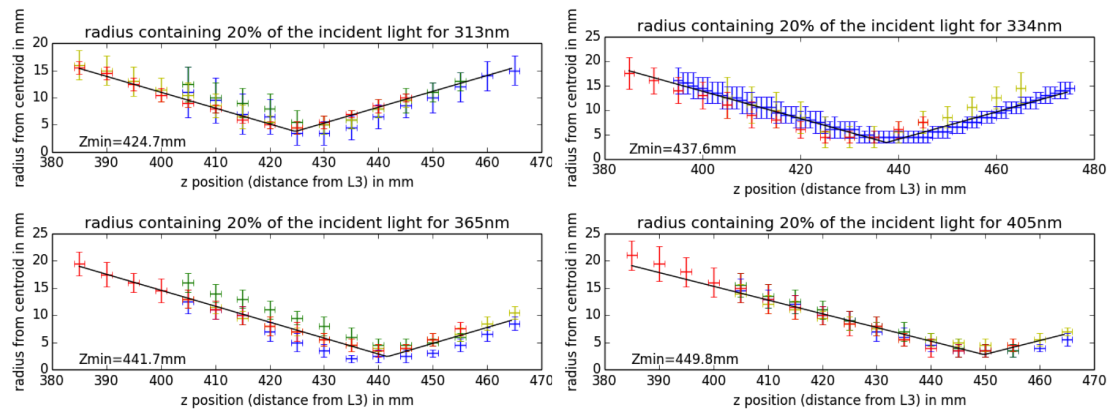 radius containing 20% of the incident light for 313nm
radius from centroid in mm
20
15
10
5
0
Zmin=424.7mm
380 390 400 410 420 430 440 450 460 470
z position (distance from L3) in mm
radius containing 20% of the incident light for 334nm
radius from centroid in mm
25
20
15
10
5
0
Zmin=437.6mm
380 400 420 440 460 480
z position (distance from L3) in mm
radius containing 20% of the incident light for 365nm
radius from centroid in mm
25
20
15
10
5
0
Zmin=441.7mm
380 390 400 410 420 430 440 450 460 470
z position (distance from L3) in mm
radius containing 20% of the incident light for 405nm
radius from centroid in mm
25
20
15
10
5
0
Zmin=449.8mm
380 390 400 410 420 430 440 450 460 470
z position (distance from L3) in mm